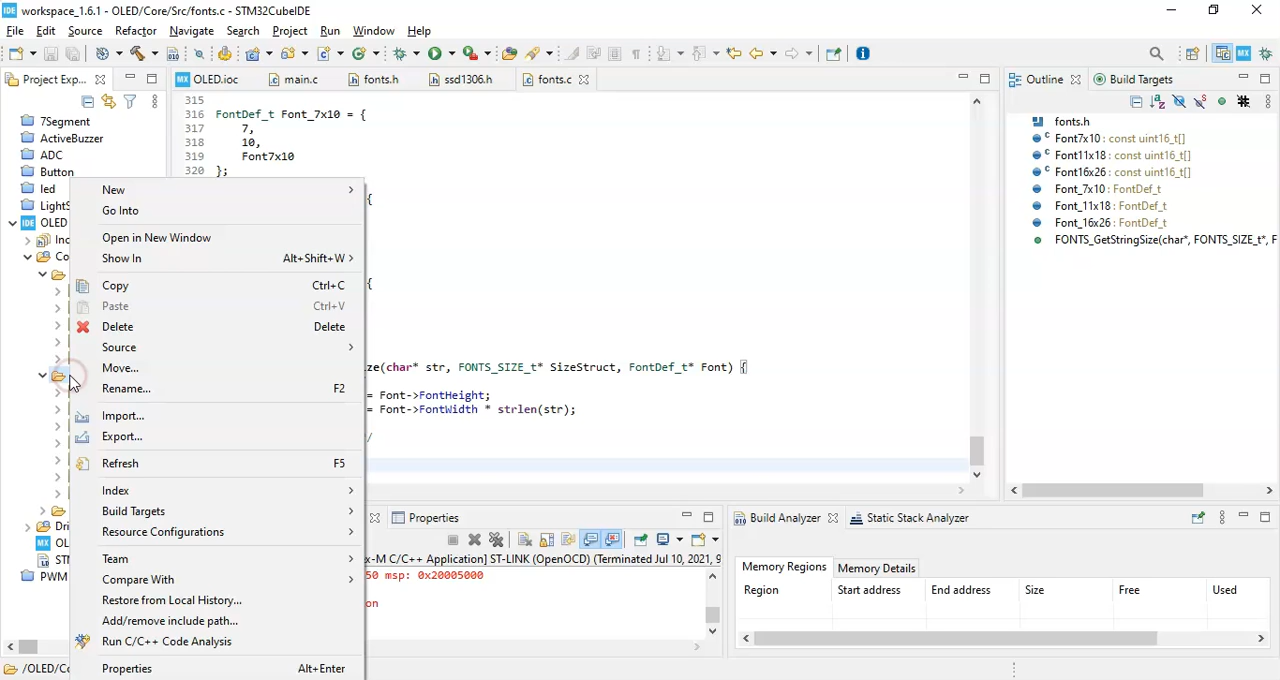 workspace_1.6.1 - OLED/Core/Src/fonts.c - STM32CubeIDE
File Edit Source Refactor Navigate Search Project Run Window Help
Project Exp...
OLED.ioc main.c fonts.h ssd1306.h fonts.c
Outline Build Targets
7Segment
ActiveBuzzer
ADC
Button
led
LightS
OLED
Inc
Co
Dri
OL
STM
PWM
315
316 FontDef_t Font_7x10 = {
317 7,
318 10,
319 Font7x10
320 };
{
{
ze(char* str, FONTS_SIZE_t* SizeStruct, FontDef_t* Font) {
= Font->FontHeight;
= Font->FontWidth * strlen(str);
/
New
Go Into
Open in New Window
Show In Alt+Shift+W >
Copy Ctrl+C
Paste Ctrl+V
Delete Delete
Source
Move...
Rename... F2
Import...
Export...
Refresh F5
Index
Build Targets
Resource Configurations
Team
Compare With
Restore from Local History...
Add/remove include path...
Run C/C++ Code Analysis
Properties Alt+Enter
fonts.h
Font7x10 : const uint16_t[]
Font11x18 : const uint16_t[]
Font16x26 : const uint16_t[]
Font_7x10 : FontDef_t
Font_11x18 : FontDef_t
Font_16x26 : FontDef_t
FONTS_GetStringSize(char*, FONTS_SIZE_t*, F
Properties
x-M C/C++ Application] ST-LINK (OpenOCD) (Terminated Jul 10, 2021, 9
50 msp: 0x20005000
on
Build Analyzer Static Stack Analyzer
Memory Regions Memory Details
Region Start address End address Size Free Used
/OLED/Co